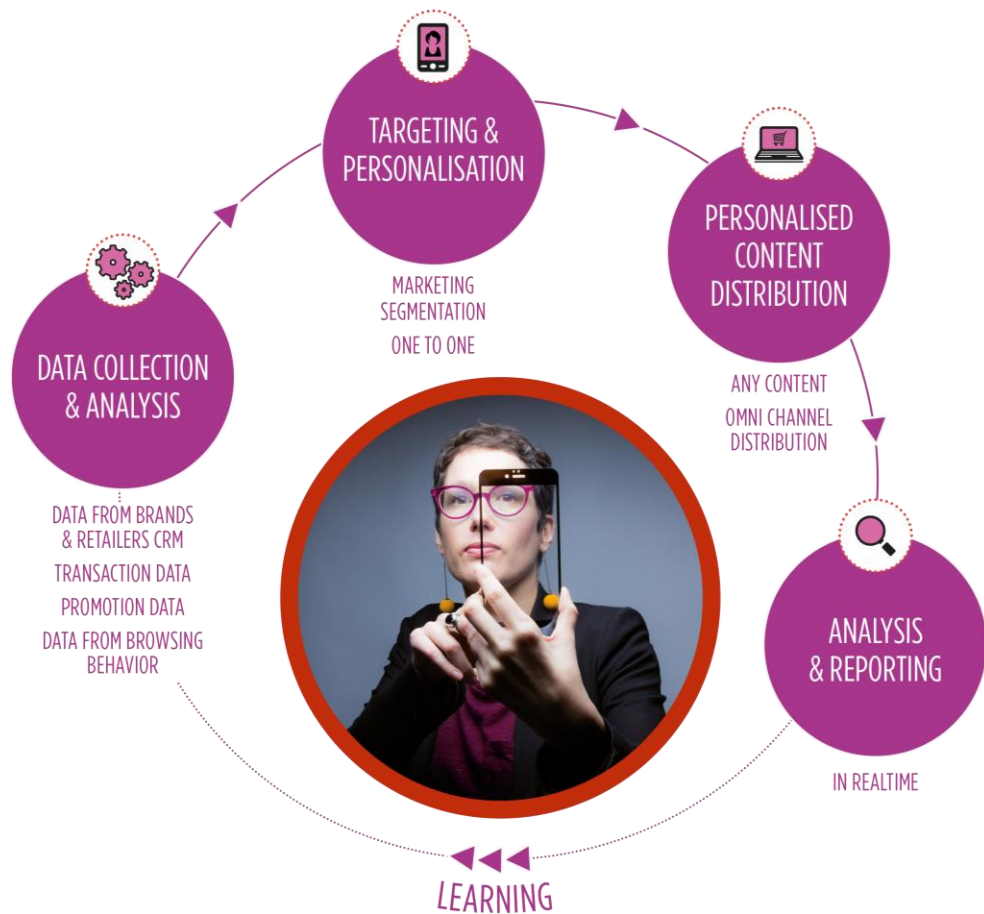 TARGETING &
PERSONALISATION
MARKETING
SEGMENTATION
ONE TO ONE
PERSONALISED
CONTENT
DISTRIBUTION
ANY CONTENT
OMNI CHANNEL
DISTRIBUTION
DATA COLLECTION
& ANALYSIS
DATA FROM BRANDS
& RETAILERS CRM
TRANSACTION DATA
PROMOTION DATA
DATA FROM BROWSING
BEHAVIOR
ANALYSIS
& REPORTING
IN REALTIME
LEARNING